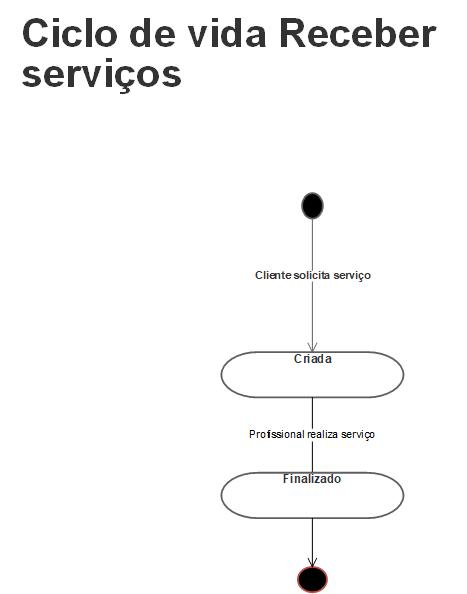 Ciclo de vida Receber
serviços
Cliente solicita serviço
Criada
Profissional realiza serviço
Finalizado